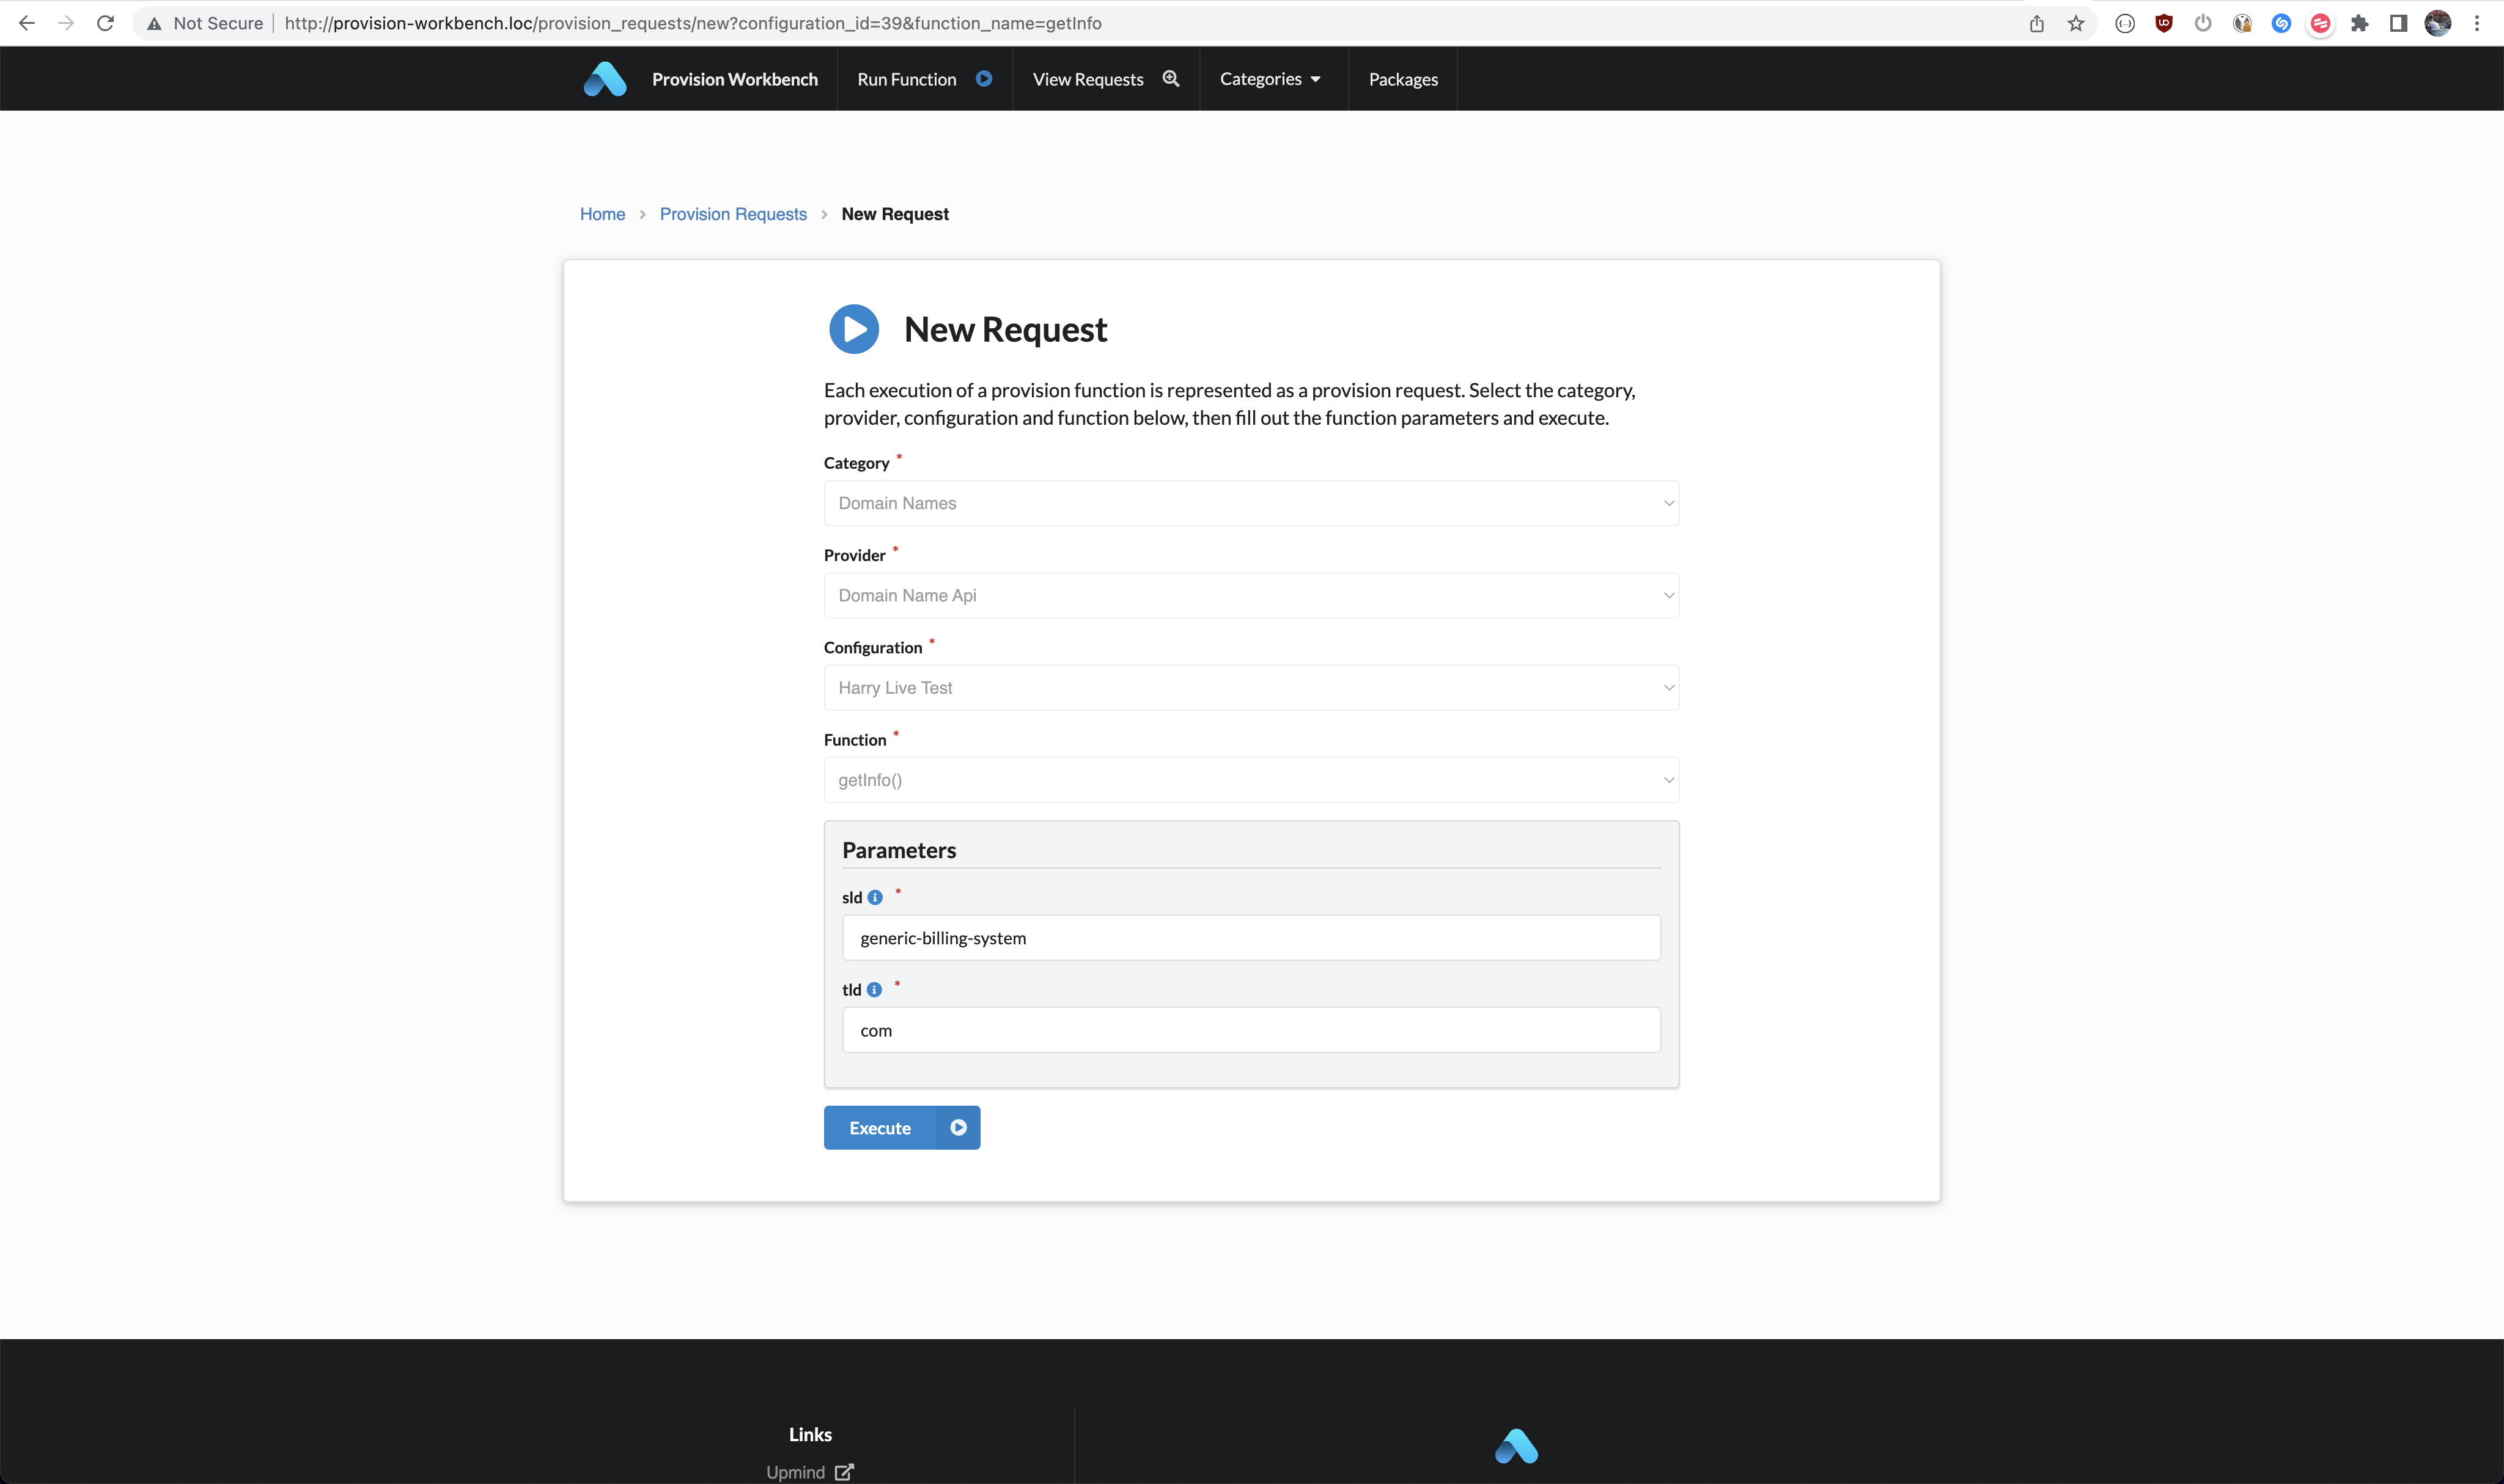 Not Secure
http://provision-workbench.loc/provision_requests/new?configuration_id=39&function_name=getInfo
Provision Workbench
Run Function
View Requests
Categories
Packages
Home
Provision Requests
New Request
New Request
Each execution of a provision function is represented as a provision request. Select the category,
provider, configuration and function below, then fill out the function parameters and execute.
Category *
Domain Names
Provider *
Domain Name Api
Configuration *
Harry Live Test
Function *
getInfo()
Parameters
sld *
generic-billing-system
tld *
com
Execute
Links
Upmind